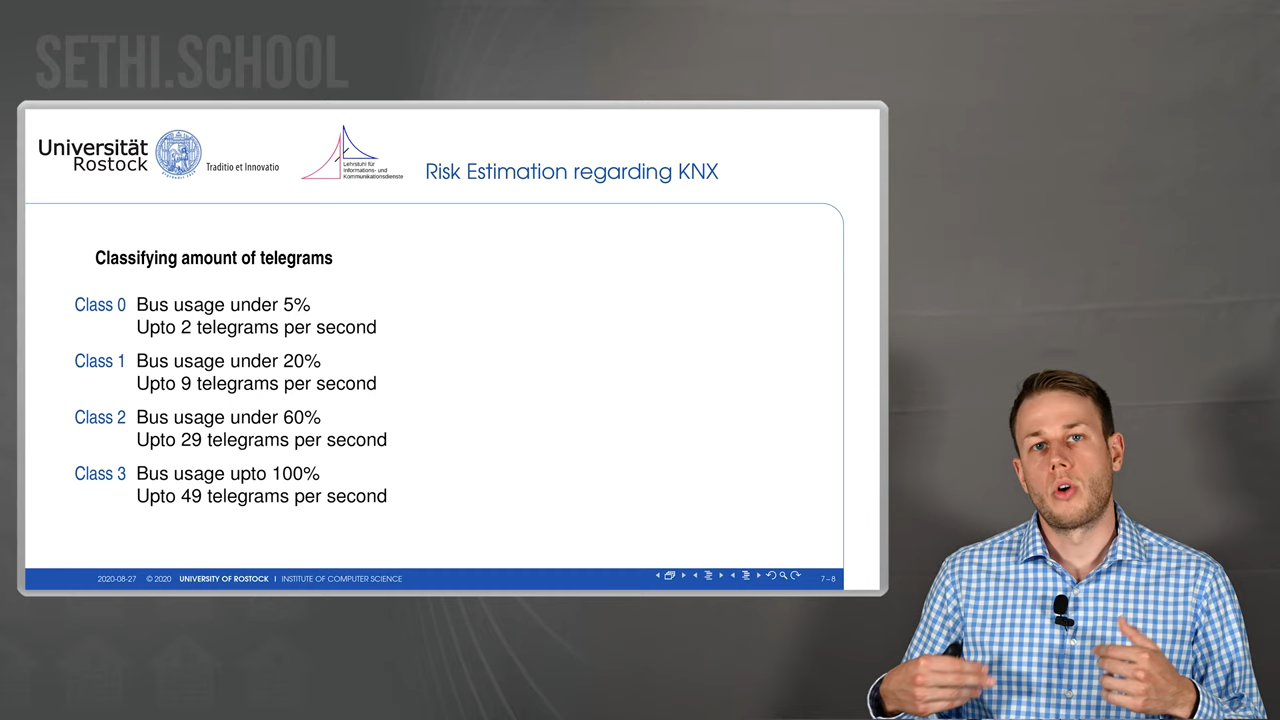 SETHI.SCHOOL
Universität
Rostock
Traditio et Innovatio
Lehrstuhl für
Informations- und
Kommunikationsdienste
Risk Estimation regarding KNX
Classifying amount of telegrams
Class 0 Bus usage under 5%
Upto 2 telegrams per second
Class 1 Bus usage under 20%
Upto 9 telegrams per second
Class 2 Bus usage under 60%
Upto 29 telegrams per second
Class 3 Bus usage upto 100%
Upto 49 telegrams per second
2020-08-27 © 2020 UNIVERSITY OF ROSTOCK | INSTITUTE OF COMPUTER SCIENCE 7 – 8